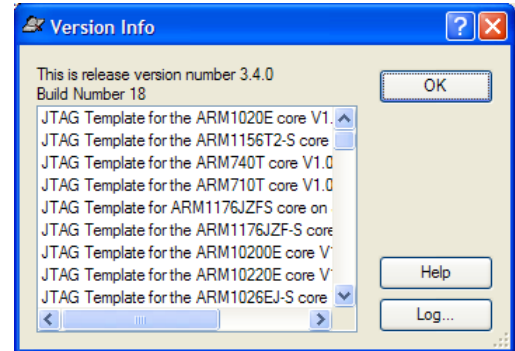 Version Info
This is release version number 3.4.0
Build Number 18
OK
JTAG Template for the ARM1020E core V1.
JTAG Template for the ARM1156T2-S core
JTAG Template for the ARM740T core V1.0
JTAG Template for the ARM710T core V1.0
JTAG Template for ARM1176JZFS core on
JTAG Template for the ARM1176JZF-S core
JTAG Template for the ARM10200E core V
JTAG Template for the ARM10220E core V
JTAG Template for the ARM1026EJ-S core
Help
Log...